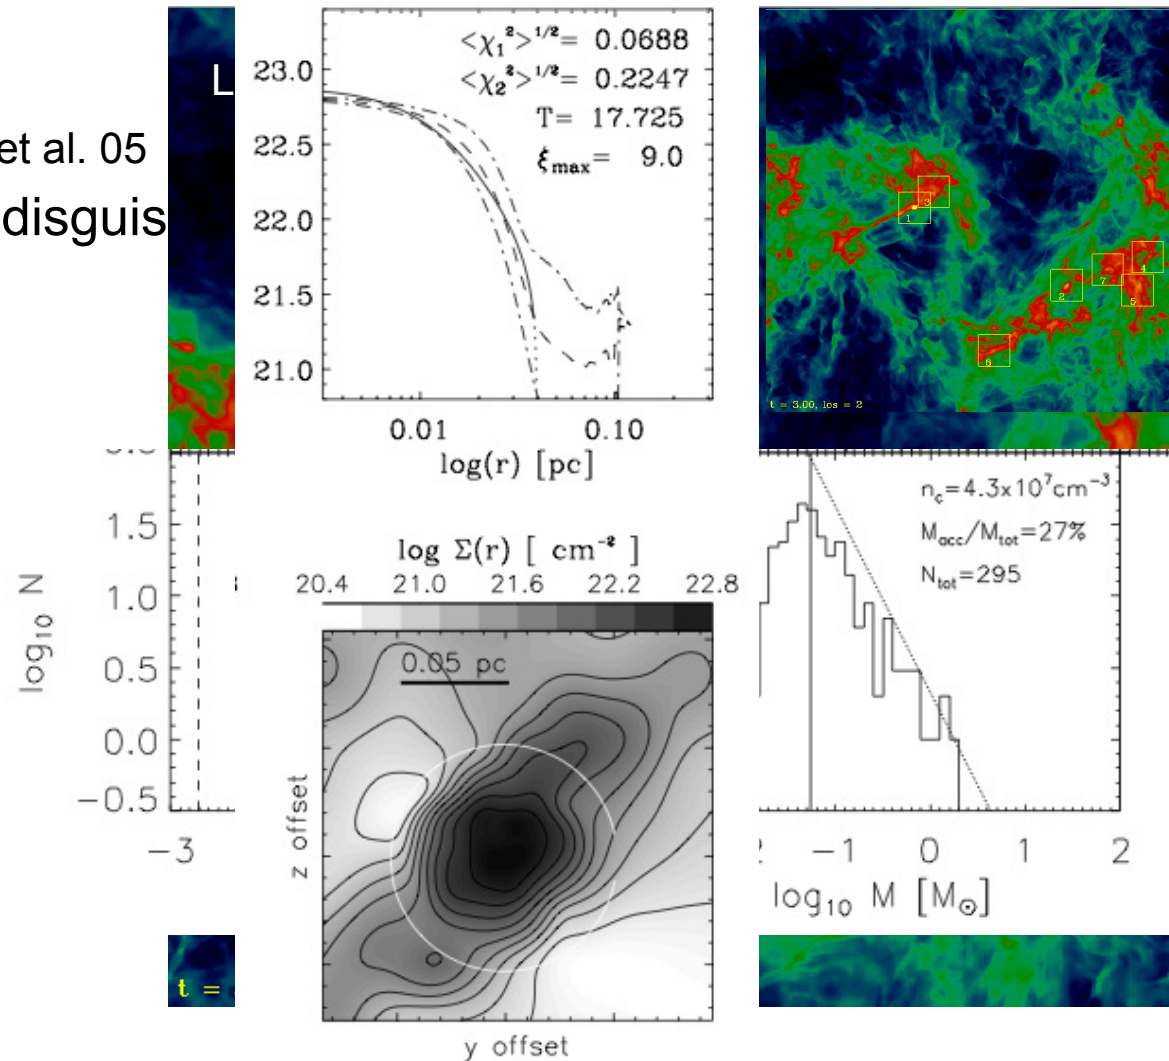 L
et al. 05
disguis
<χ₁²>¹/²= 0.0688
<χ₂²>¹/²= 0.2247
T= 17.725
ξmax= 9.0
23.0
22.5
22.0
21.5
21.0
0.01 0.10
log(r) [pc]
1
3
2
7
4
5
6
t = 3.00, los = 2
log₁₀ N
1.5
1.0
0.5
0.0
−0.5
−3
log Σ(r) [ cm⁻² ]
20.4 21.0 21.6 22.2 22.8
0.05 pc
z offset
y offset
n_c=4.3x10⁷cm⁻³
M_acc/M_tot=27%
N_tot=295
−1 0 1 2
log₁₀ M [M☉]
t =